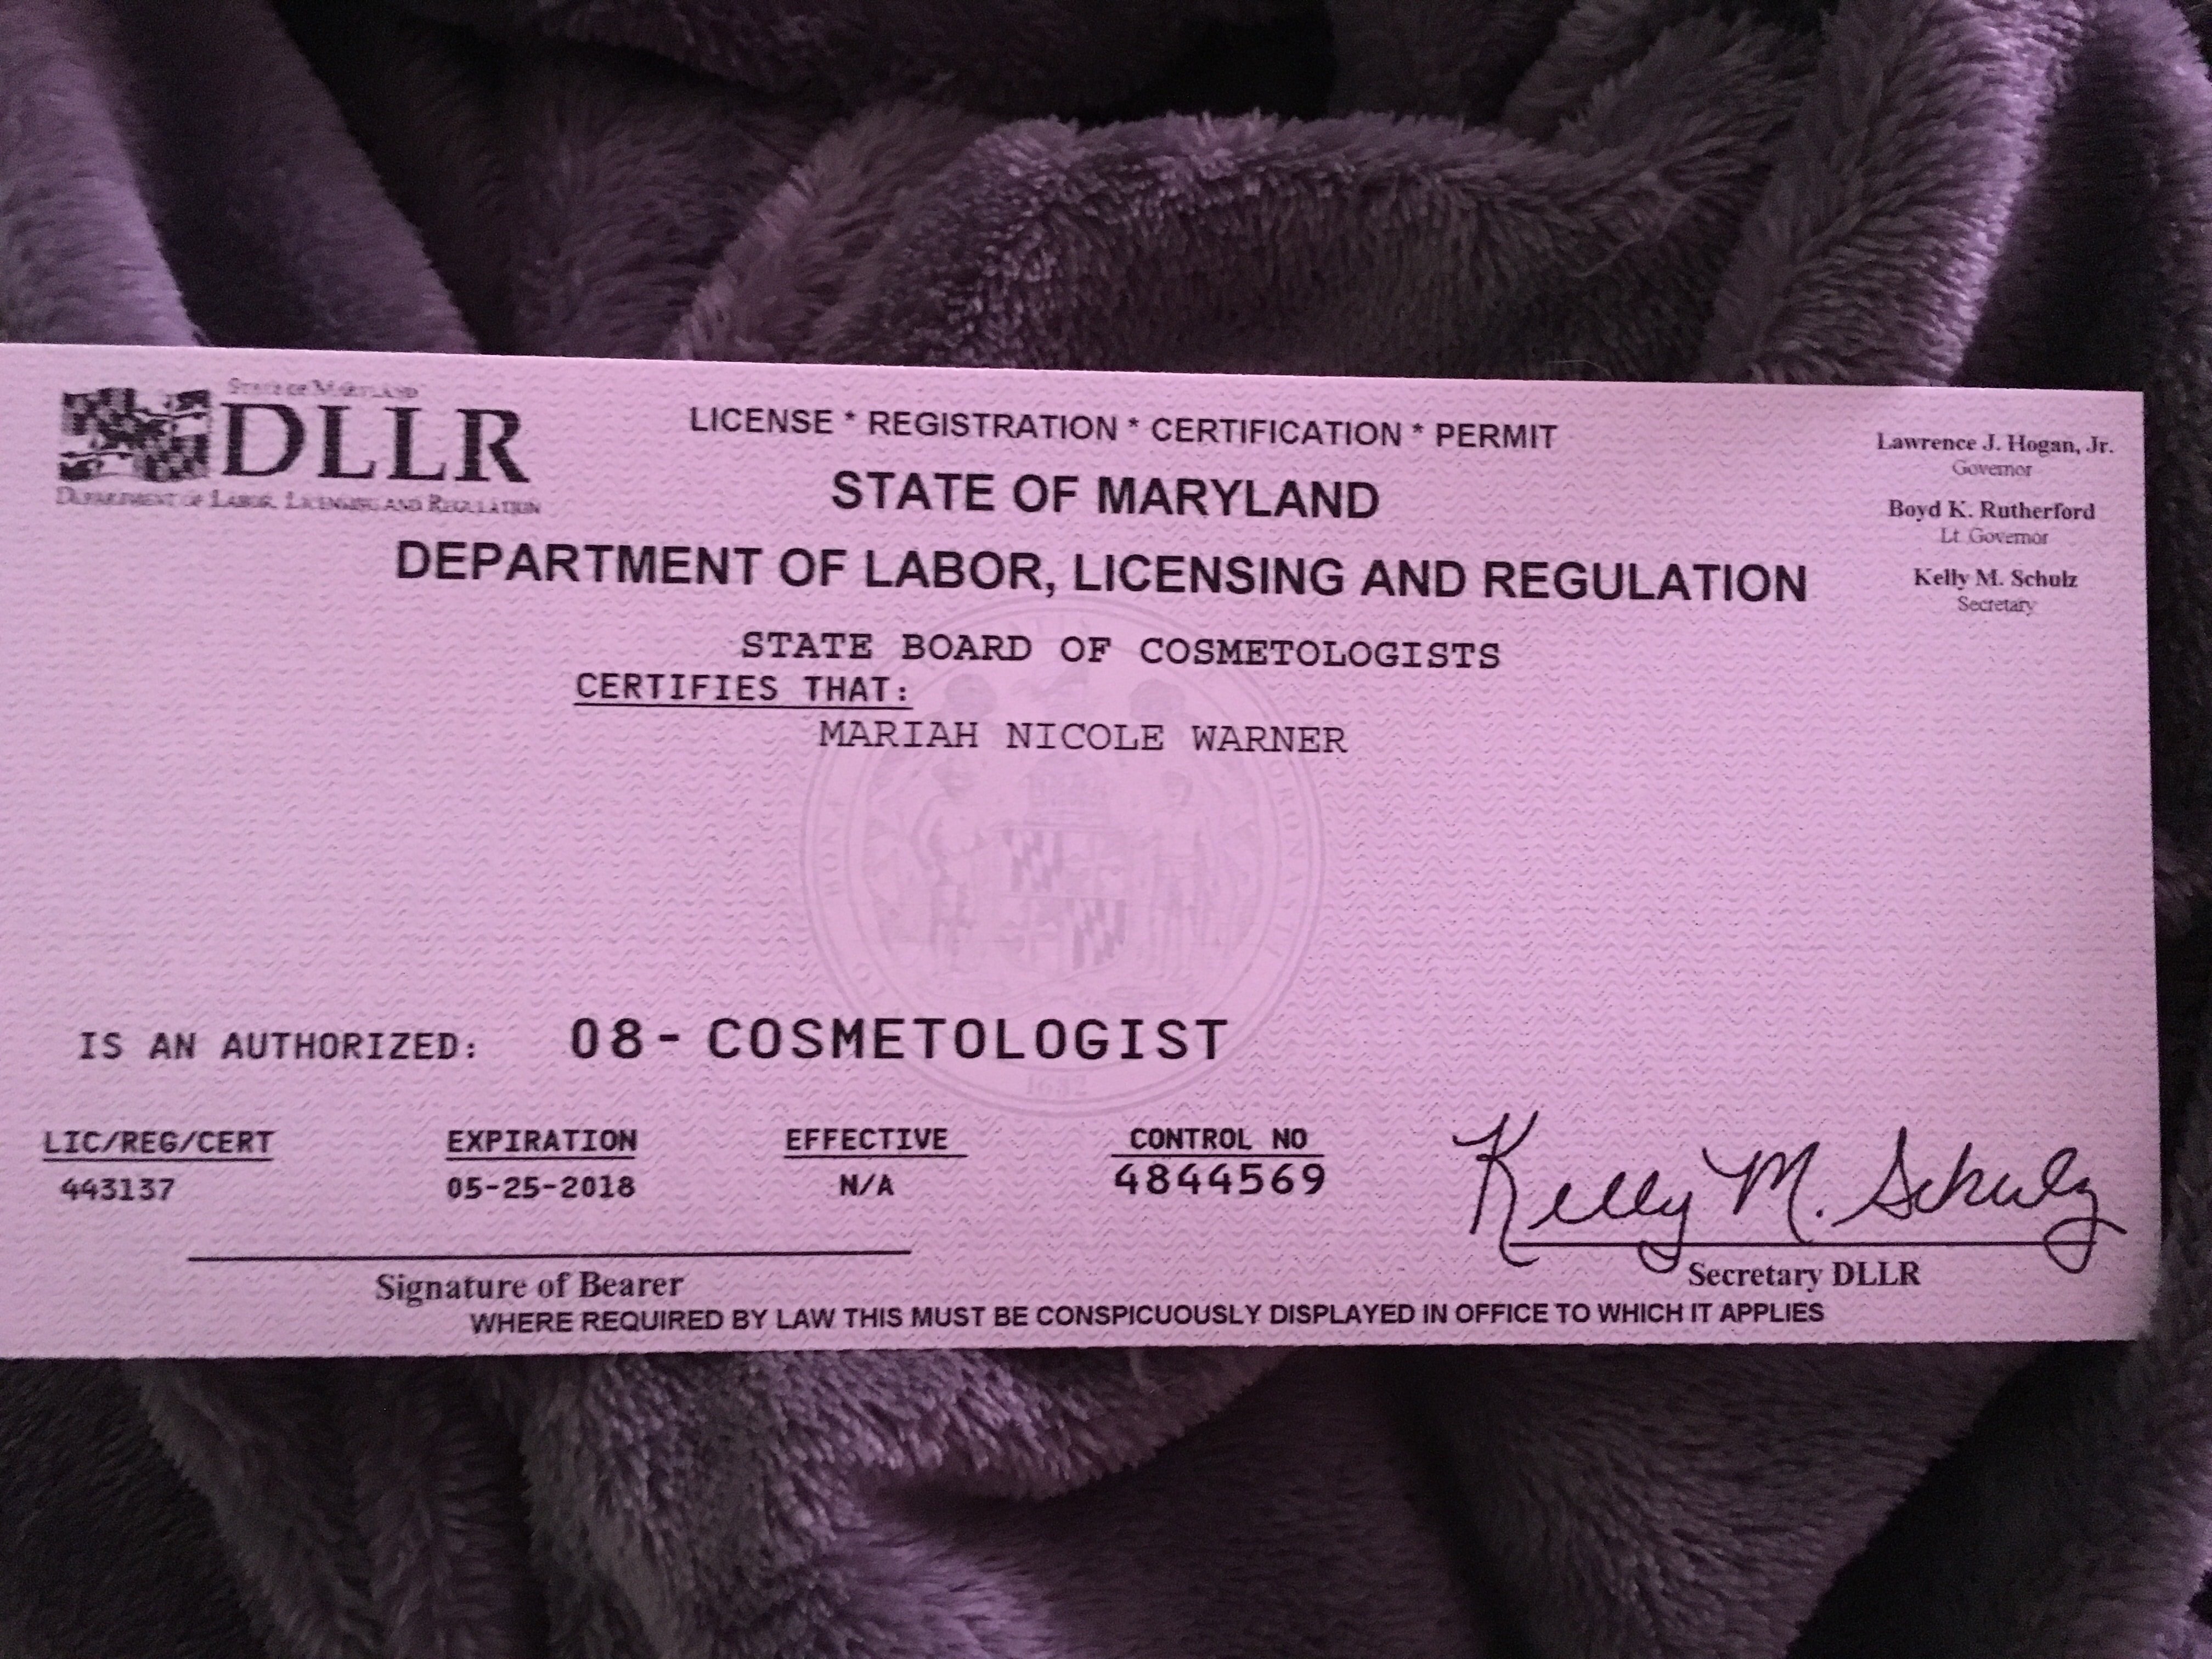 STATE OF MARYLAND
DLLR
DEPARTMENT OF LABOR, LICENSING AND REGULATION
LICENSE * REGISTRATION * CERTIFICATION * PERMIT
STATE OF MARYLAND
DEPARTMENT OF LABOR, LICENSING AND REGULATION
Lawrence J. Hogan, Jr.
Governor
Boyd K. Rutherford
Lt. Governor
Kelly M. Schulz
Secretary
STATE BOARD OF COSMETOLOGISTS
CERTIFIES THAT:
MARIAH NICOLE WARNER
IS AN AUTHORIZED: 08- COSMETOLOGIST
1632
LIC/REG/CERT EXPIRATION EFFECTIVE CONTROL NO
443137 05-25-2018 N/A 4844569
Kelly M. Schulz
Signature of Bearer Secretary DLLR
WHERE REQUIRED BY LAW THIS MUST BE CONSPICUOUSLY DISPLAYED IN OFFICE TO WHICH IT APPLIES